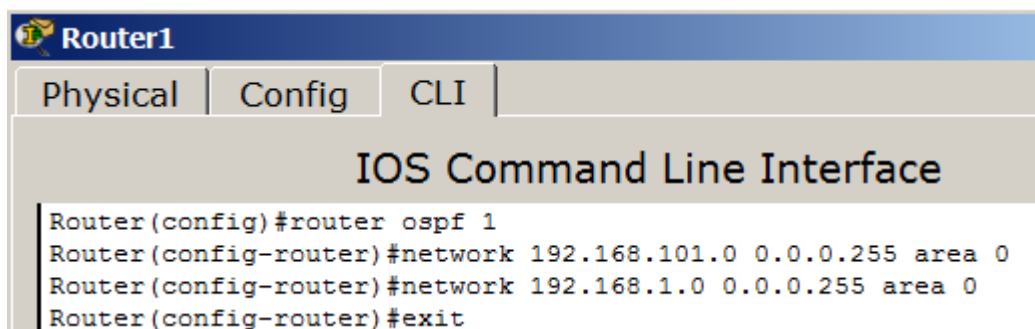 Router1
Physical Config CLI
IOS Command Line Interface
Router(config)#router ospf 1
Router(config-router)#network 192.168.101.0 0.0.0.255 area 0
Router(config-router)#network 192.168.1.0 0.0.0.255 area 0
Router(config-router)#exit